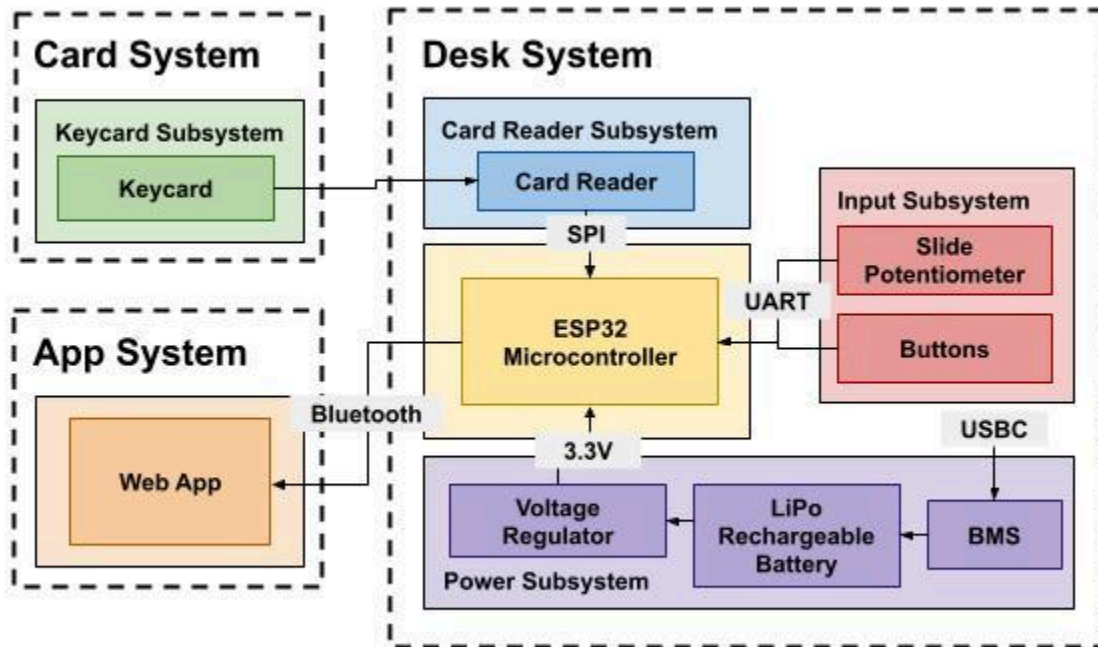 Card System
Keycard Subsystem
Keycard
App System
Web App
Bluetooth
Desk System
Card Reader Subsystem
Card Reader
SPI
ESP32
Microcontroller
UART
Input Subsystem
Slide
Potentiometer
Buttons
USBC
3.3V
Voltage
Regulator
LiPo
Rechargeable
Battery
BMS
Power Subsystem